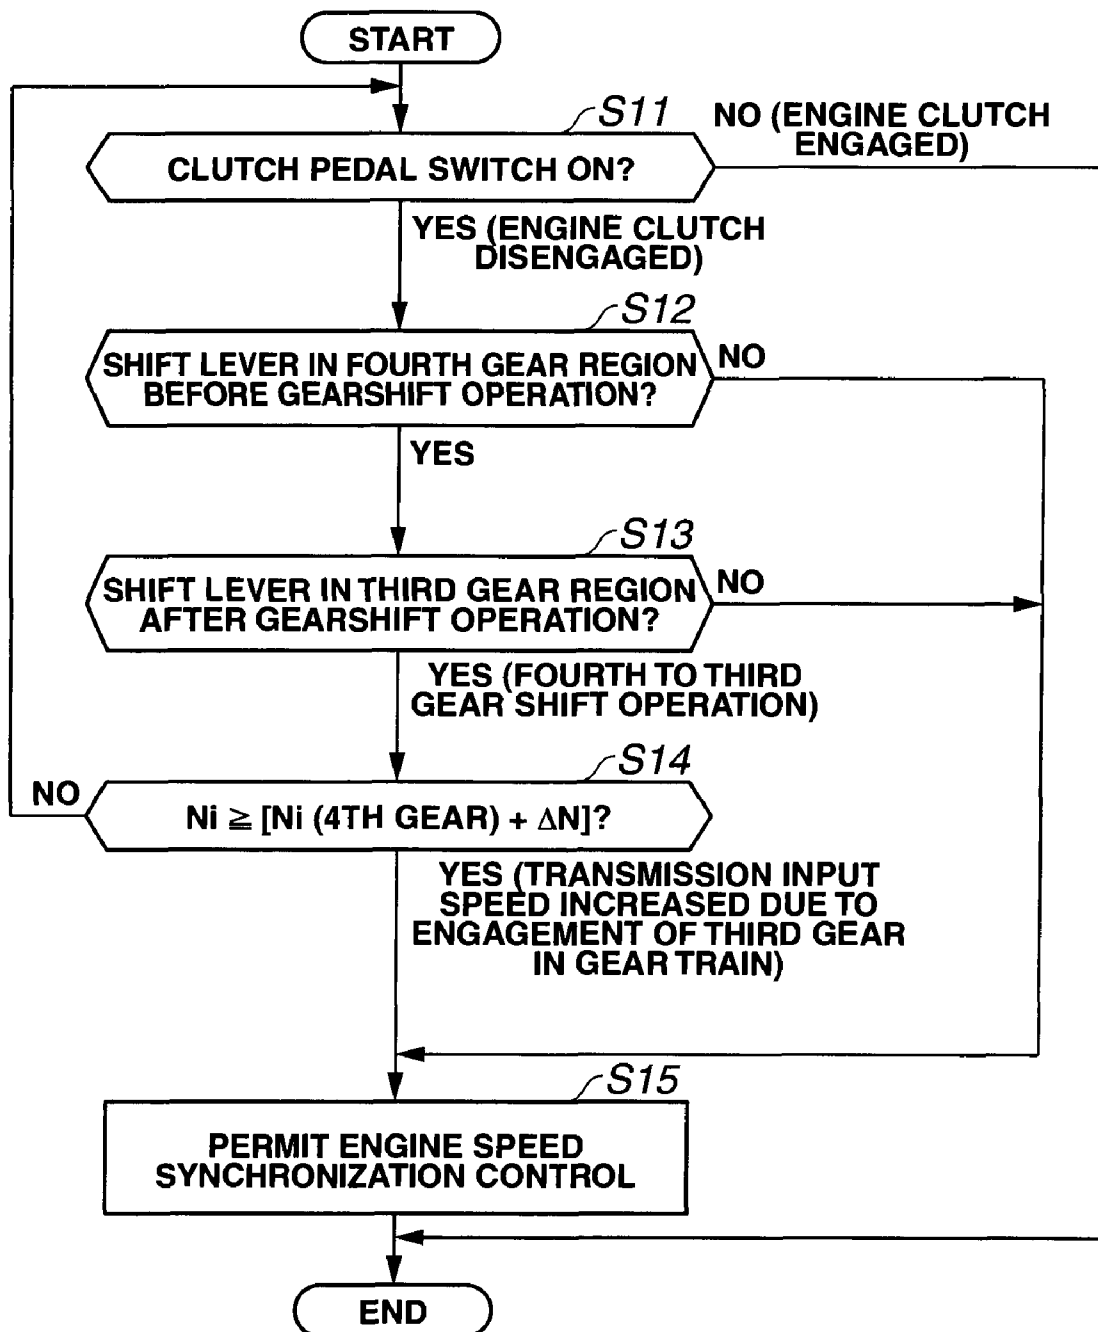 START
S11
NO (ENGINE CLUTCH
ENGAGED)
CLUTCH PEDAL SWITCH ON?
YES (ENGINE CLUTCH
DISENGAGED)
S12
SHIFT LEVER IN FOURTH GEAR REGION
BEFORE GEARSHIFT OPERATION?
NO
YES
S13
SHIFT LEVER IN THIRD GEAR REGION
AFTER GEARSHIFT OPERATION?
NO
YES (FOURTH TO THIRD
GEAR SHIFT OPERATION)
S14
NO
Ni ≧ [Ni (4TH GEAR) + ΔN]?
YES (TRANSMISSION INPUT
SPEED INCREASED DUE TO
ENGAGEMENT OF THIRD GEAR
IN GEAR TRAIN)
S15
PERMIT ENGINE SPEED
SYNCHRONIZATION CONTROL
END